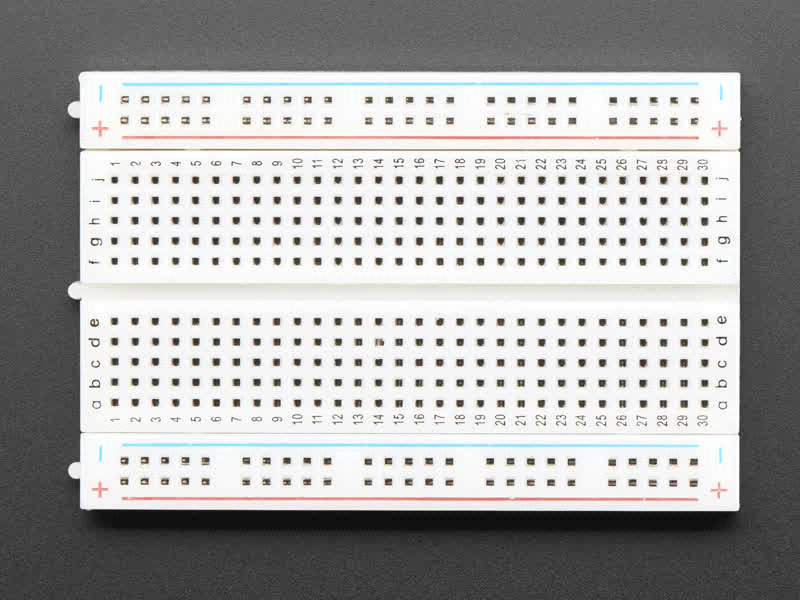 – –
+ +
1 2 3 4 5 6 7 8 9 10 11 12 13 14 15 16 17 18 19 20 21 22 23 24 25 26 27 28 29 30
j j
i i
h h
g g
f f
e e
d d
c c
b b
a a
1 2 3 4 5 6 7 8 9 10 11 12 13 14 15 16 17 18 19 20 21 22 23 24 25 26 27 28 29 30
– –
+ +